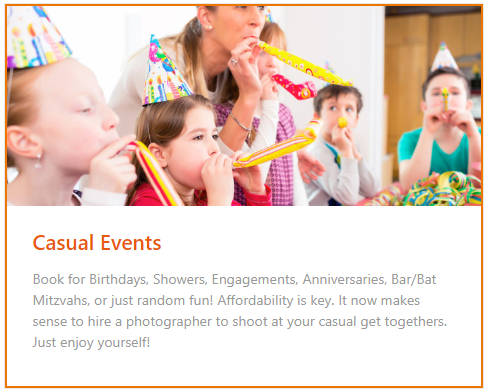 Casual Events
Book for Birthdays, Showers, Engagements, Anniversaries, Bar/Bat
Mitzvahs, or just random fun! Affordability is key. It now makes
sense to hire a photographer to shoot at your casual get togethers.
Just enjoy yourself!